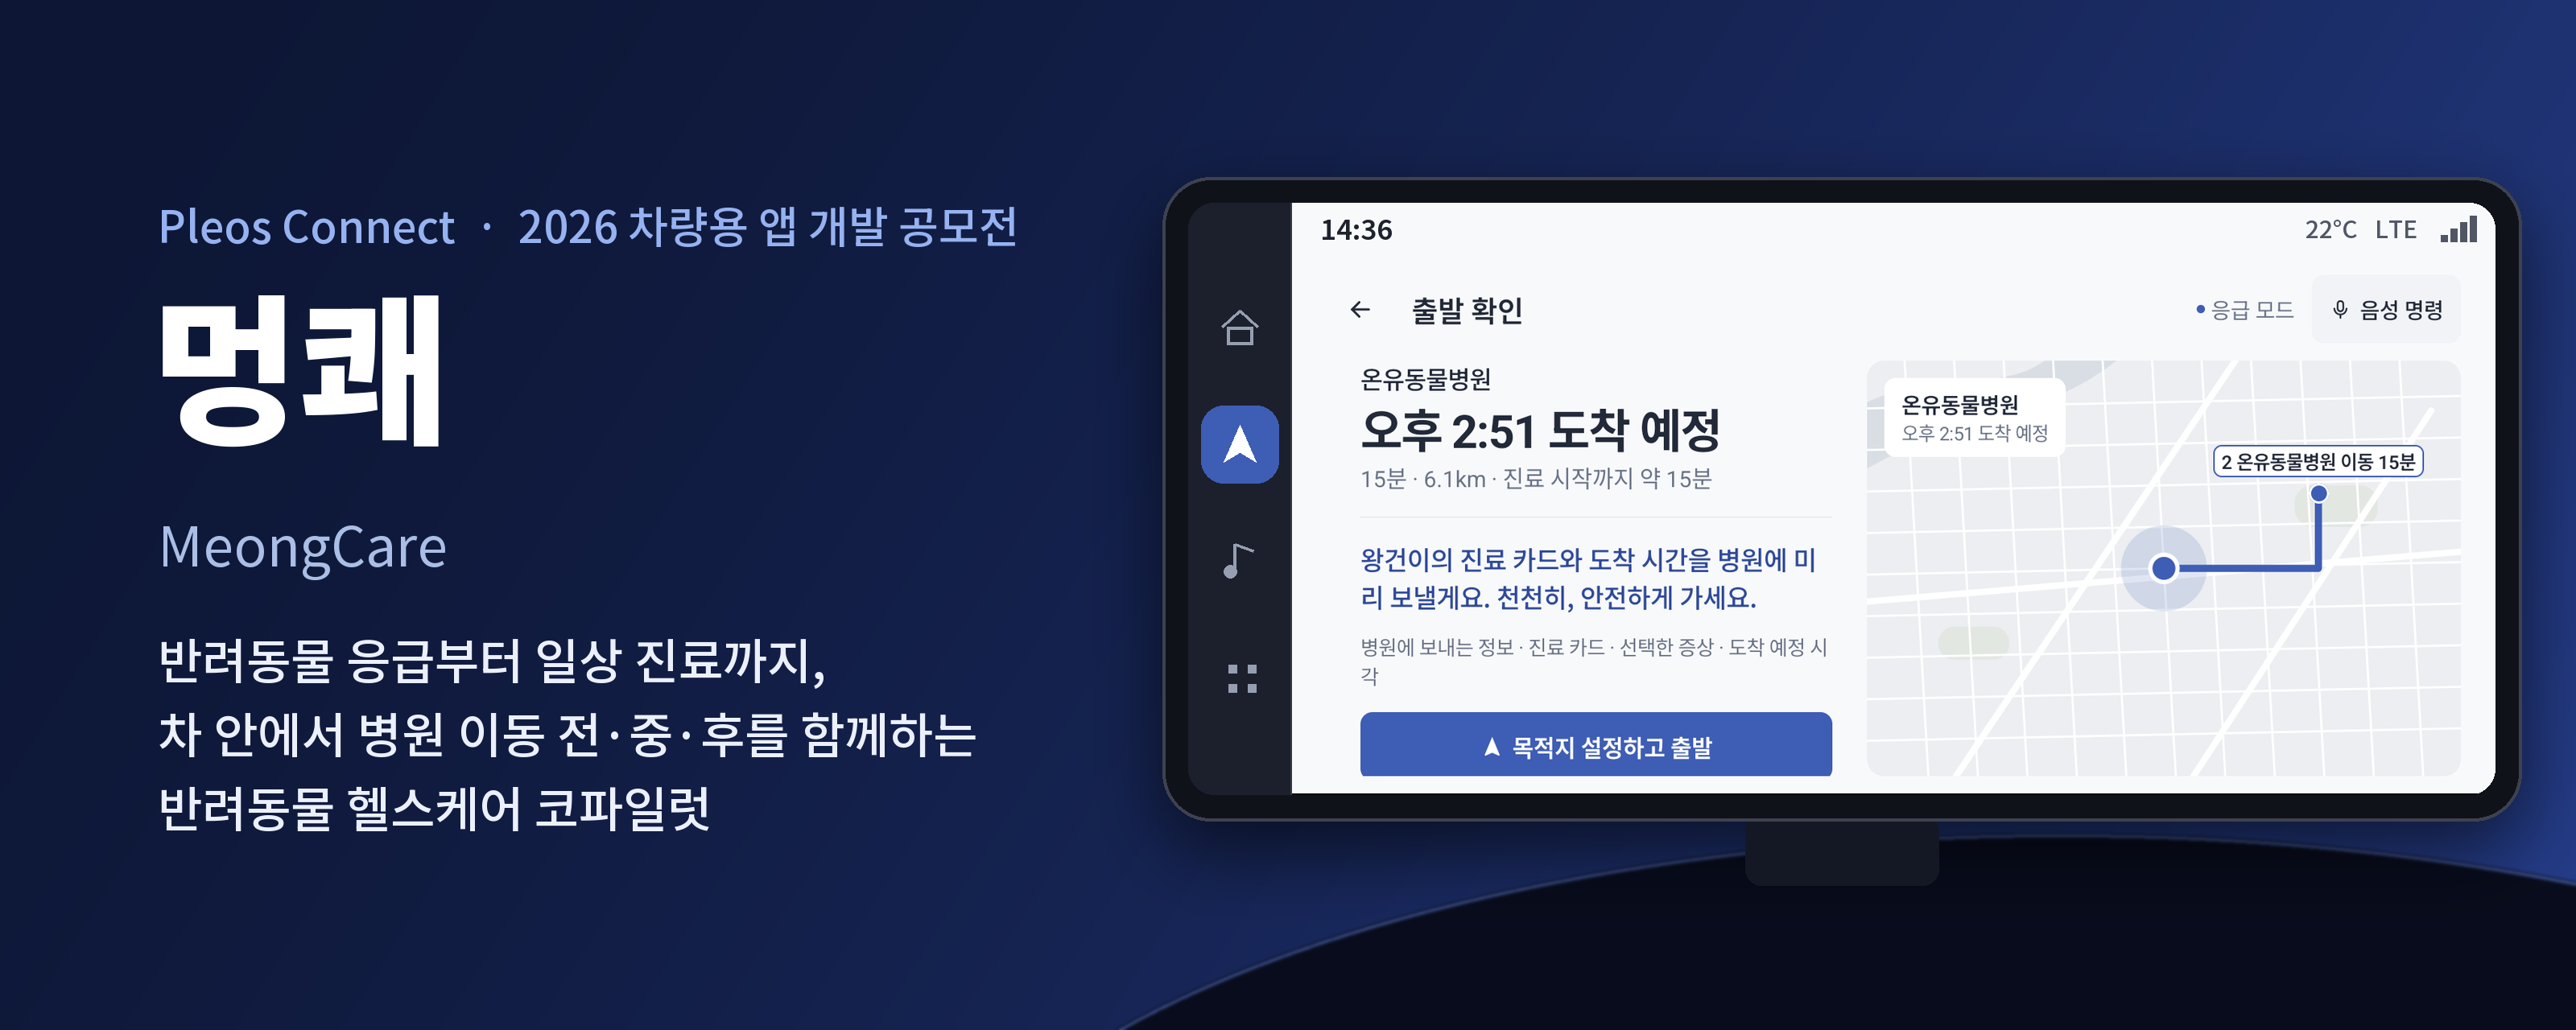 Pleos Connect · 2026 차량용 앱 개발 공모전
멍쾌
MeongCare
반려동물 응급부터 일상 진료까지,
차 안에서 병원 이동 전·중·후를 함께하는
반려동물 헬스케어 코파일럿
14:36
22°C LTE
출발 확인
응급 모드
음성 명령
온유동물병원
오후 2:51 도착 예정
15분 · 6.1km · 진료 시작까지 약 15분
왕건이의 진료 카드와 도착 시간을 병원에 미
리 보낼게요. 천천히, 안전하게 가세요.
병원에 보내는 정보 · 진료 카드 · 선택한 증상 · 도착 예정 시
각
목적지 설정하고 출발
온유동물병원
오후 2:51 도착 예정
2 온유동물병원 이동 15분